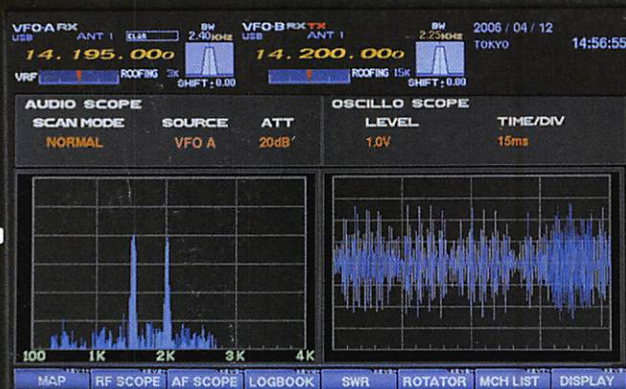 VFO-A RX
USB ANT 1 CLAR
BW
2.40KHz
14.195.000
VRF ROOFING 3K SHIFT ± 0.00
VFO-B RX TX
USB ANT 1
BW
2.25KHz
14.200.000
ROOFING 15K SHIFT ± 0.00
2006 / 04 / 12
TOKYO 14:56:55
AUDIO SCOPE
SCAN MODE SOURCE ATT
NORMAL VFO A 20dB
OSCILLO SCOPE
LEVEL TIME/DIV
1.0V 15ms
100 1K 2K 3K 4K
MAP RF SCOPE AF SCOPE LOGBOOK SWR ROTATOR MCH LIST DISPLAY